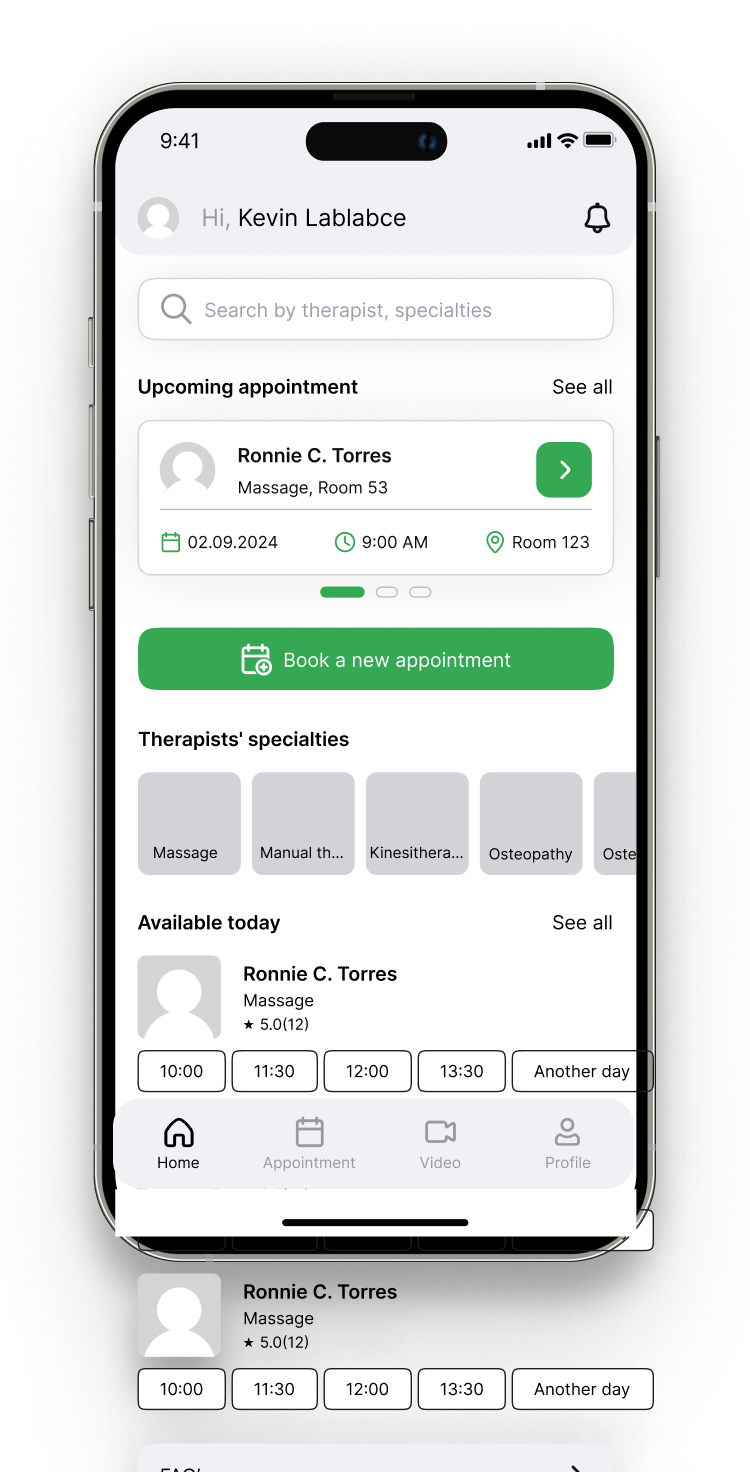 9:41
Hi, Kevin Lablabce
Search by therapist, specialties
Upcoming appointment See all
Ronnie C. Torres
Massage, Room 53
02.09.2024 9:00 AM Room 123
Book a new appointment
Therapists' specialties
Massage Manual th... Kinesithera... Osteopathy Oste
Available today See all
Ronnie C. Torres
Massage
★ 5.0(12)
10:00 11:30 12:00 13:30 Another day
Home Appointment Video Profile
Ronnie C. Torres
Massage
★ 5.0(12)
10:00 11:30 12:00 13:30 Another day